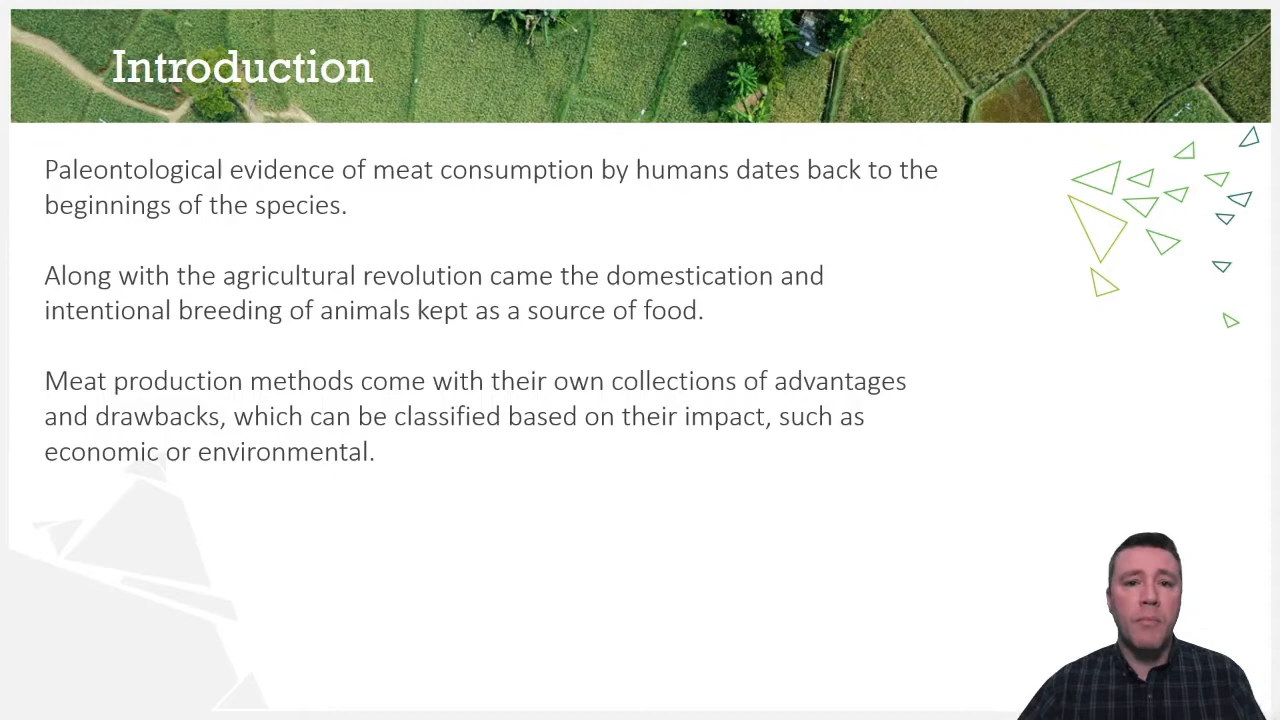 Introduction
Paleontological evidence of meat consumption by humans dates back to the
beginnings of the species.
Along with the agricultural revolution came the domestication and
intentional breeding of animals kept as a source of food.
Meat production methods come with their own collections of advantages
and drawbacks, which can be classified based on their impact, such as
economic or environmental.